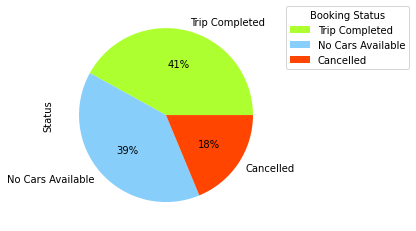 Booking Status
Trip Completed
No Cars Available
Cancelled
Trip Completed
41%
Status
39%
18%
Cancelled
No Cars Available